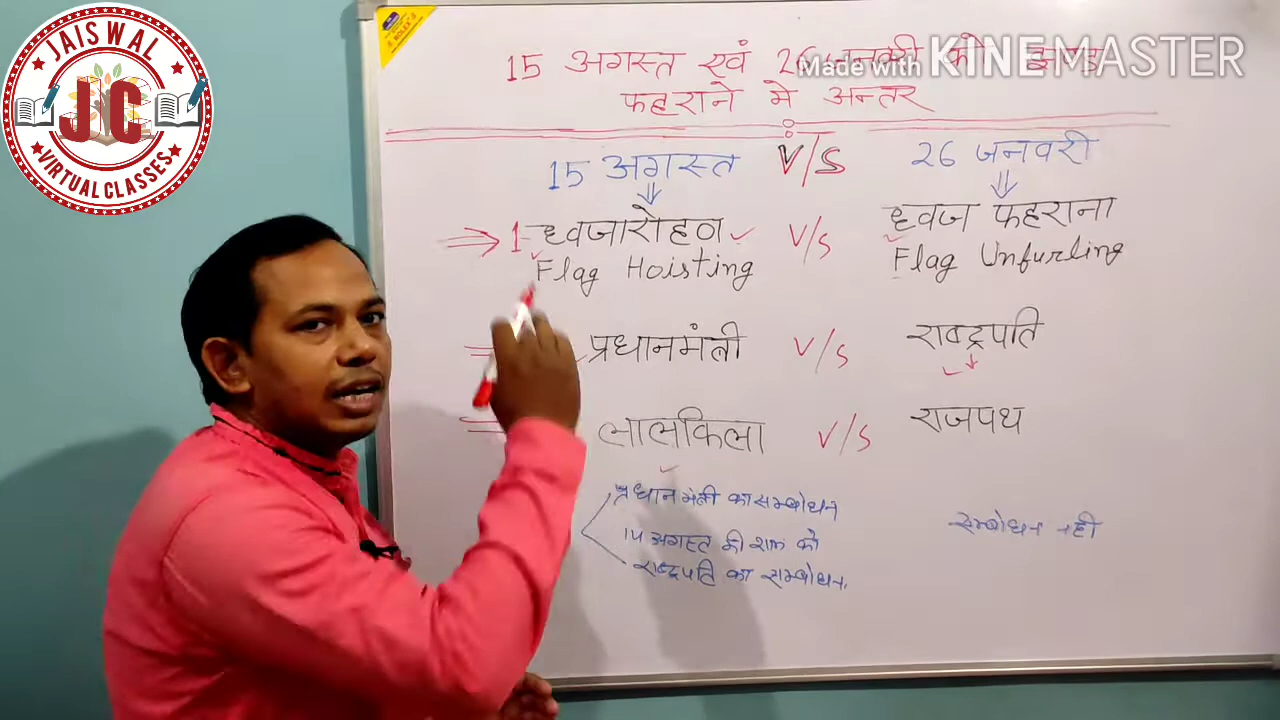 JAISWAL
JC
VIRTUAL CLASSES
ROLEX
Made with KINEMASTER
15 अगस्त एवं 26 जनवरी को
फहराने मे अन्तर
15 अगस्त V/S 26 जनवरी
1- ध्वजारोहण V/S ध्वज फहराना
Flag Hoisting Flag Unfurling
प्रधानमंत्री V/S राष्ट्रपति
लालकिला V/S राजपथ
प्रधानमंत्री का सम्बोधन
14 अगस्त की शाम को सम्बोधन नही
राष्ट्रपति का सम्बोधन